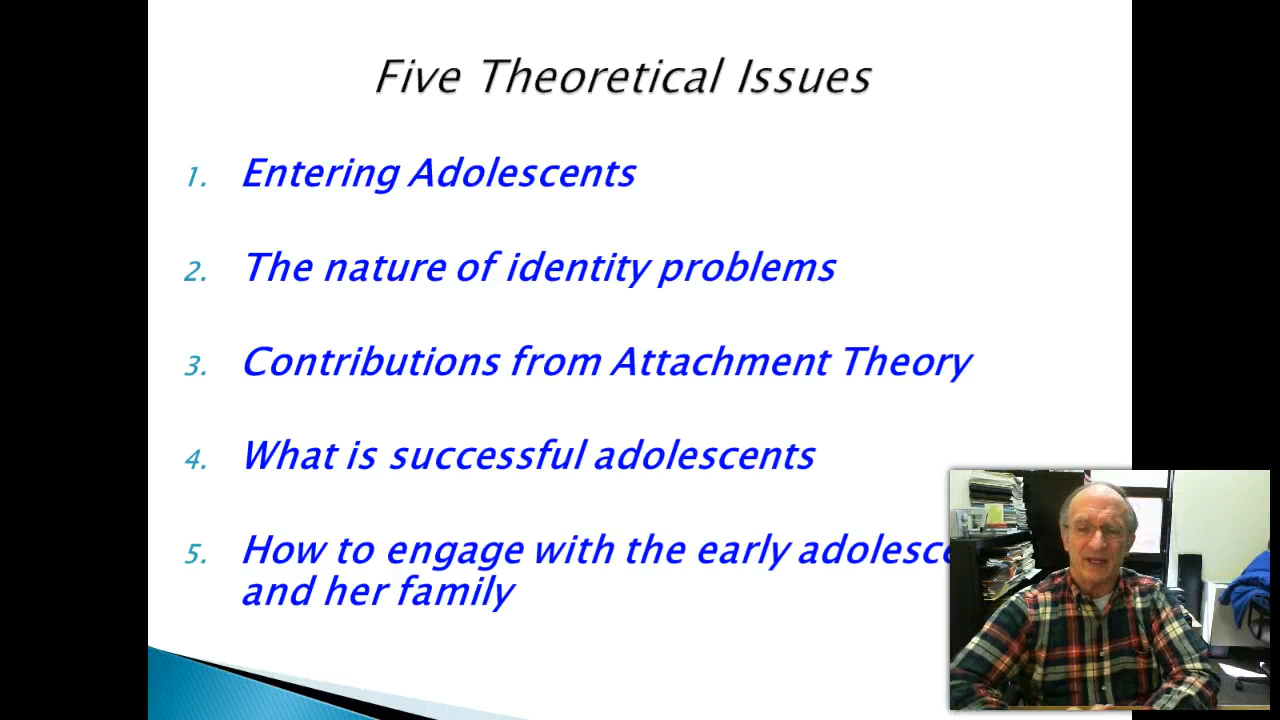 Five Theoretical Issues
1. Entering Adolescents
2. The nature of identity problems
3. Contributions from Attachment Theory
4. What is successful adolescents
5. How to engage with the early
and her family